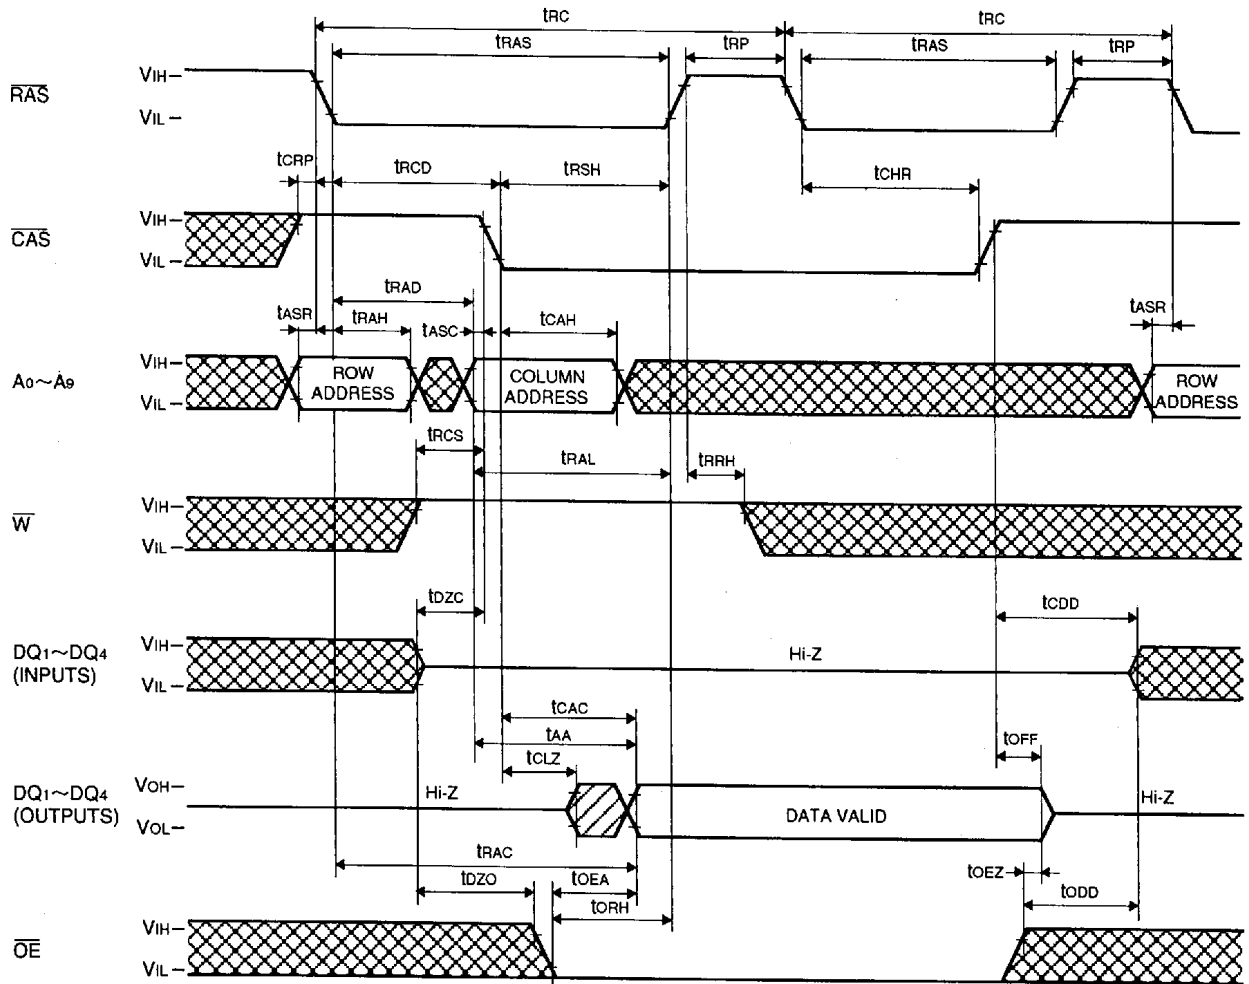 tRC tRC
tRAS tRP tRAS tRP
RAS VIH
VIL
tCRP tRCD tRSH tCHR
CAS VIH
VIL
tRAD
tASR tRAH tASC tCAH tASR
A0~A9 VIH
VIL
ROW
ADDRESS
COLUMN
ADDRESS
ROW
ADDRESS
tRCS tRAL tRRH
W VIH
VIL
tDZC tCDD
DQ1~DQ4
(INPUTS)
VIH
VIL
Hi-Z
tCAC
tAA
tCLZ tOFF
DQ1~DQ4
(OUTPUTS)
VOH
VOL
Hi-Z DATA VALID Hi-Z
tRAC
tDZO tOEA tOEZ
tORH tODD
OE VIH
VIL